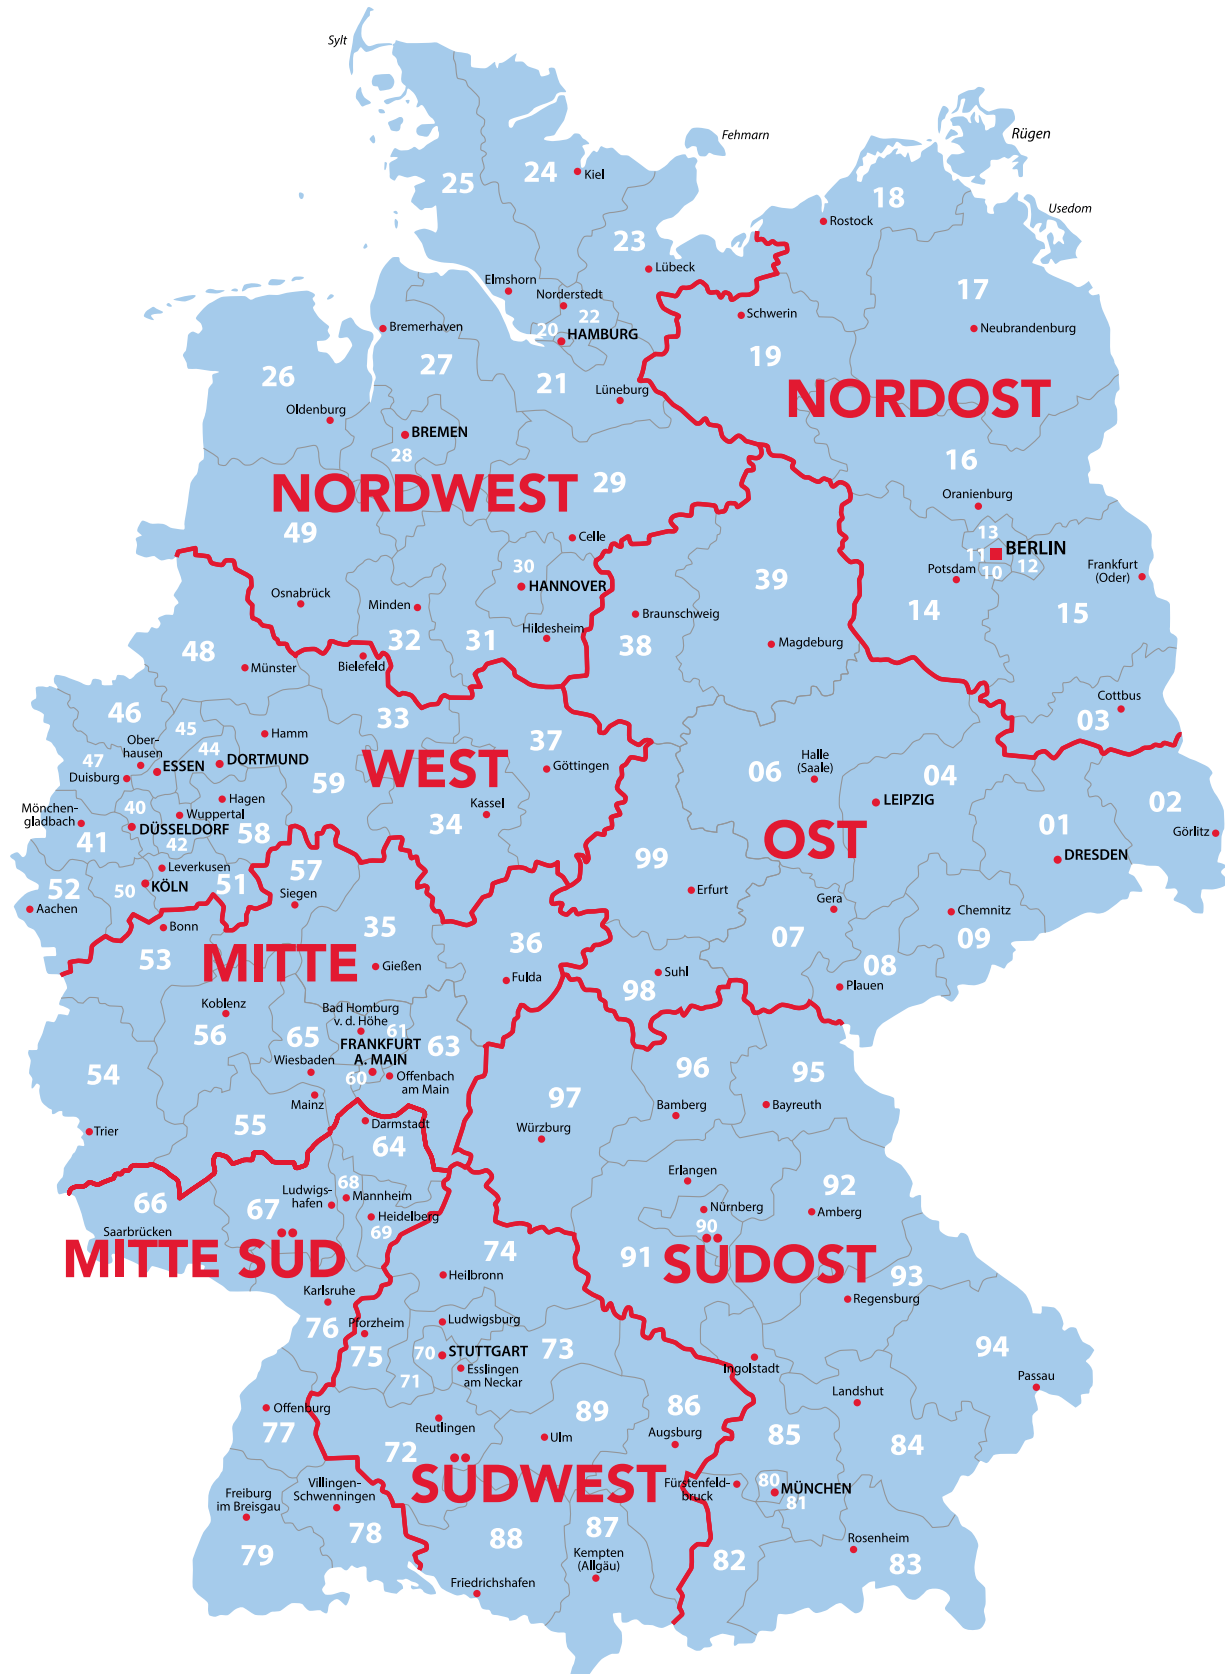 Sylt
Fehmarn
Rügen
24
Kiel
25
18
Usedom
Rostock
23
Lübeck
Elmshorn
17
Norderstedt
22
Schwerin
Bremerhaven
20
HAMBURG
Neubrandenburg
19
27
26
21
Lüneburg
NORDOST
Oldenburg
BREMEN
28
16
29
NORDWEST
Oranienburg
49
Celle
13
BERLIN
11
30
Potsdam
10
12
Frankfurt
(Oder)
39
HANNOVER
Osnabrück
Minden
Braunschweig
14
15
32
31
Hildesheim
38
Magdeburg
48
Münster
Bielefeld
Cottbus
46
33
03
45
Hamm
37
Ober-
hausen
44
47
ESSEN
DORTMUND
WEST
Halle
(Saale)
06
04
Duisburg
Göttingen
59
Hagen
LEIPZIG
02
Mönchen-
gladbach
40
Wuppertal
Kassel
34
01
DÜSSELDORF
58
Görlitz
41
42
OST
57
DRESDEN
Leverkusen
99
52
50
KÖLN
51
Siegen
Erfurt
Gera
Aachen
Chemnitz
Bonn
35
36
07
09
53
MITTE
Gießen
Fulda
Suhl
08
98
Plauen
Koblenz
Bad Homburg
v. d. Höhe
56
65
61
63
FRANKFURT
A. MAIN
54
Wiesbaden
60
Offenbach
am Main
96
95
Mainz
97
Bamberg
Bayreuth
55
Darmstadt
Trier
Würzburg
64
Erlangen
68
92
66
67
Ludwigs-
hafen
Mannheim
Nürnberg
Amberg
Saarbrücken
Heidelberg
90
69
91
MITTE SÜD
74
SÜDOST
Heilbronn
93
Karlsruhe
Regensburg
76
Pforzheim
Ludwigsburg
94
75
70
STUTTGART
73
Esslingen
am Neckar
Ingolstadt
71
Passau
Landshut
Offenburg
89
86
77
Reutlingen
Ulm
Augsburg
85
84
72
SÜDWEST
Villingen-
Schwenningen
Fürstenfeld-
bruck
80
MÜNCHEN
81
Freiburg
im Breisgau
78
88
87
Rosenheim
79
Kempten
(Allgäu)
82
83
Friedrichshafen